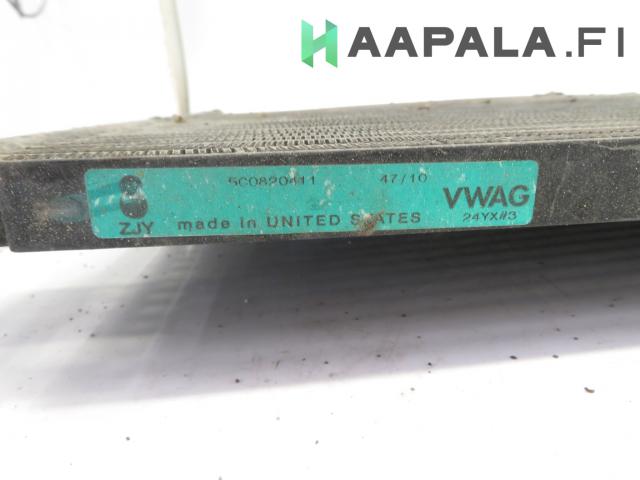 HAAPALA.FI
5C0820411 47/10 VWAG
ZJY made in UNITED STATES 24YX#3